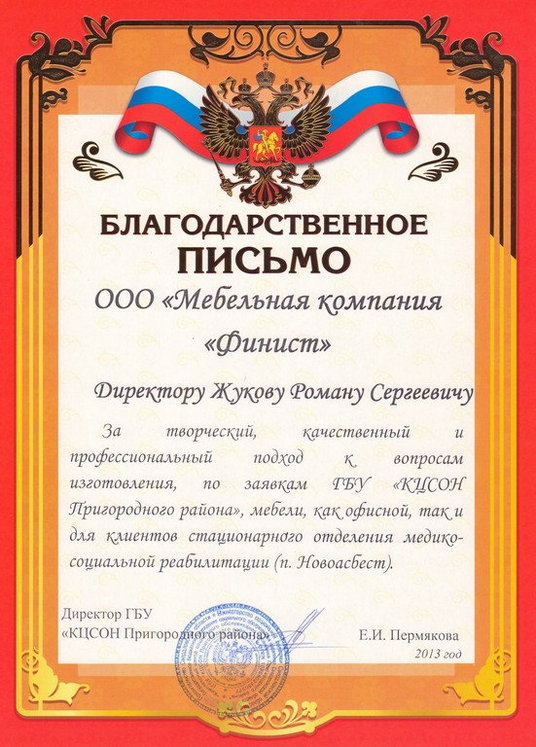 БЛАГОДАРСТВЕННОЕ
ПИСЬМО
ООО «Мебельная компания
«Финист»
Директору Жукову Роману Сергеевичу
За творческий, качественный и
профессиональный подход к вопросам
изготовления, по заявкам ГБУ «КЦСОН
Пригородного района», мебели, как офисной, так и
для клиентов стационарного отделения медико-
социальной реабилитации (п. Новоасбест).
Директор ГБУ
«КЦСОН Пригородного района»
Е.И. Пермякова
2013 год